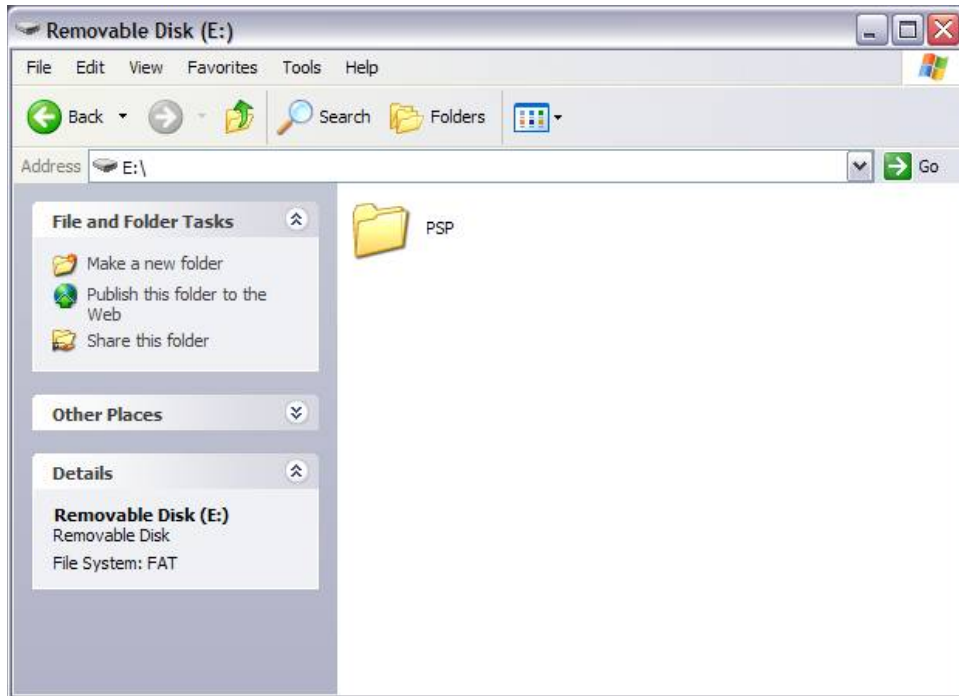 Removable Disk (E:)
File Edit View Favorites Tools Help
Back Search Folders
Address E:\ Go
File and Folder Tasks
Make a new folder
Publish this folder to the
Web
Share this folder
Other Places
Details
Removable Disk (E:)
Removable Disk
File System: FAT
PSP